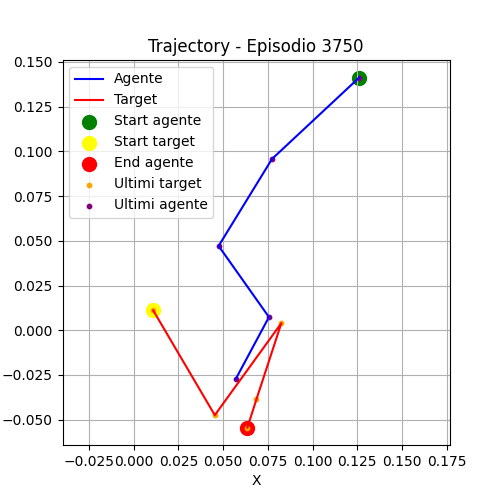 Trajectory - Episodio 3750
0.150
0.125
0.100
0.075
0.050
0.025
0.000
−0.025
−0.050
Agente
Target
Start agente
Start target
End agente
Ultimi target
Ultimi agente
−0.025 0.000 0.025 0.050 0.075 0.100 0.125 0.150 0.175
X